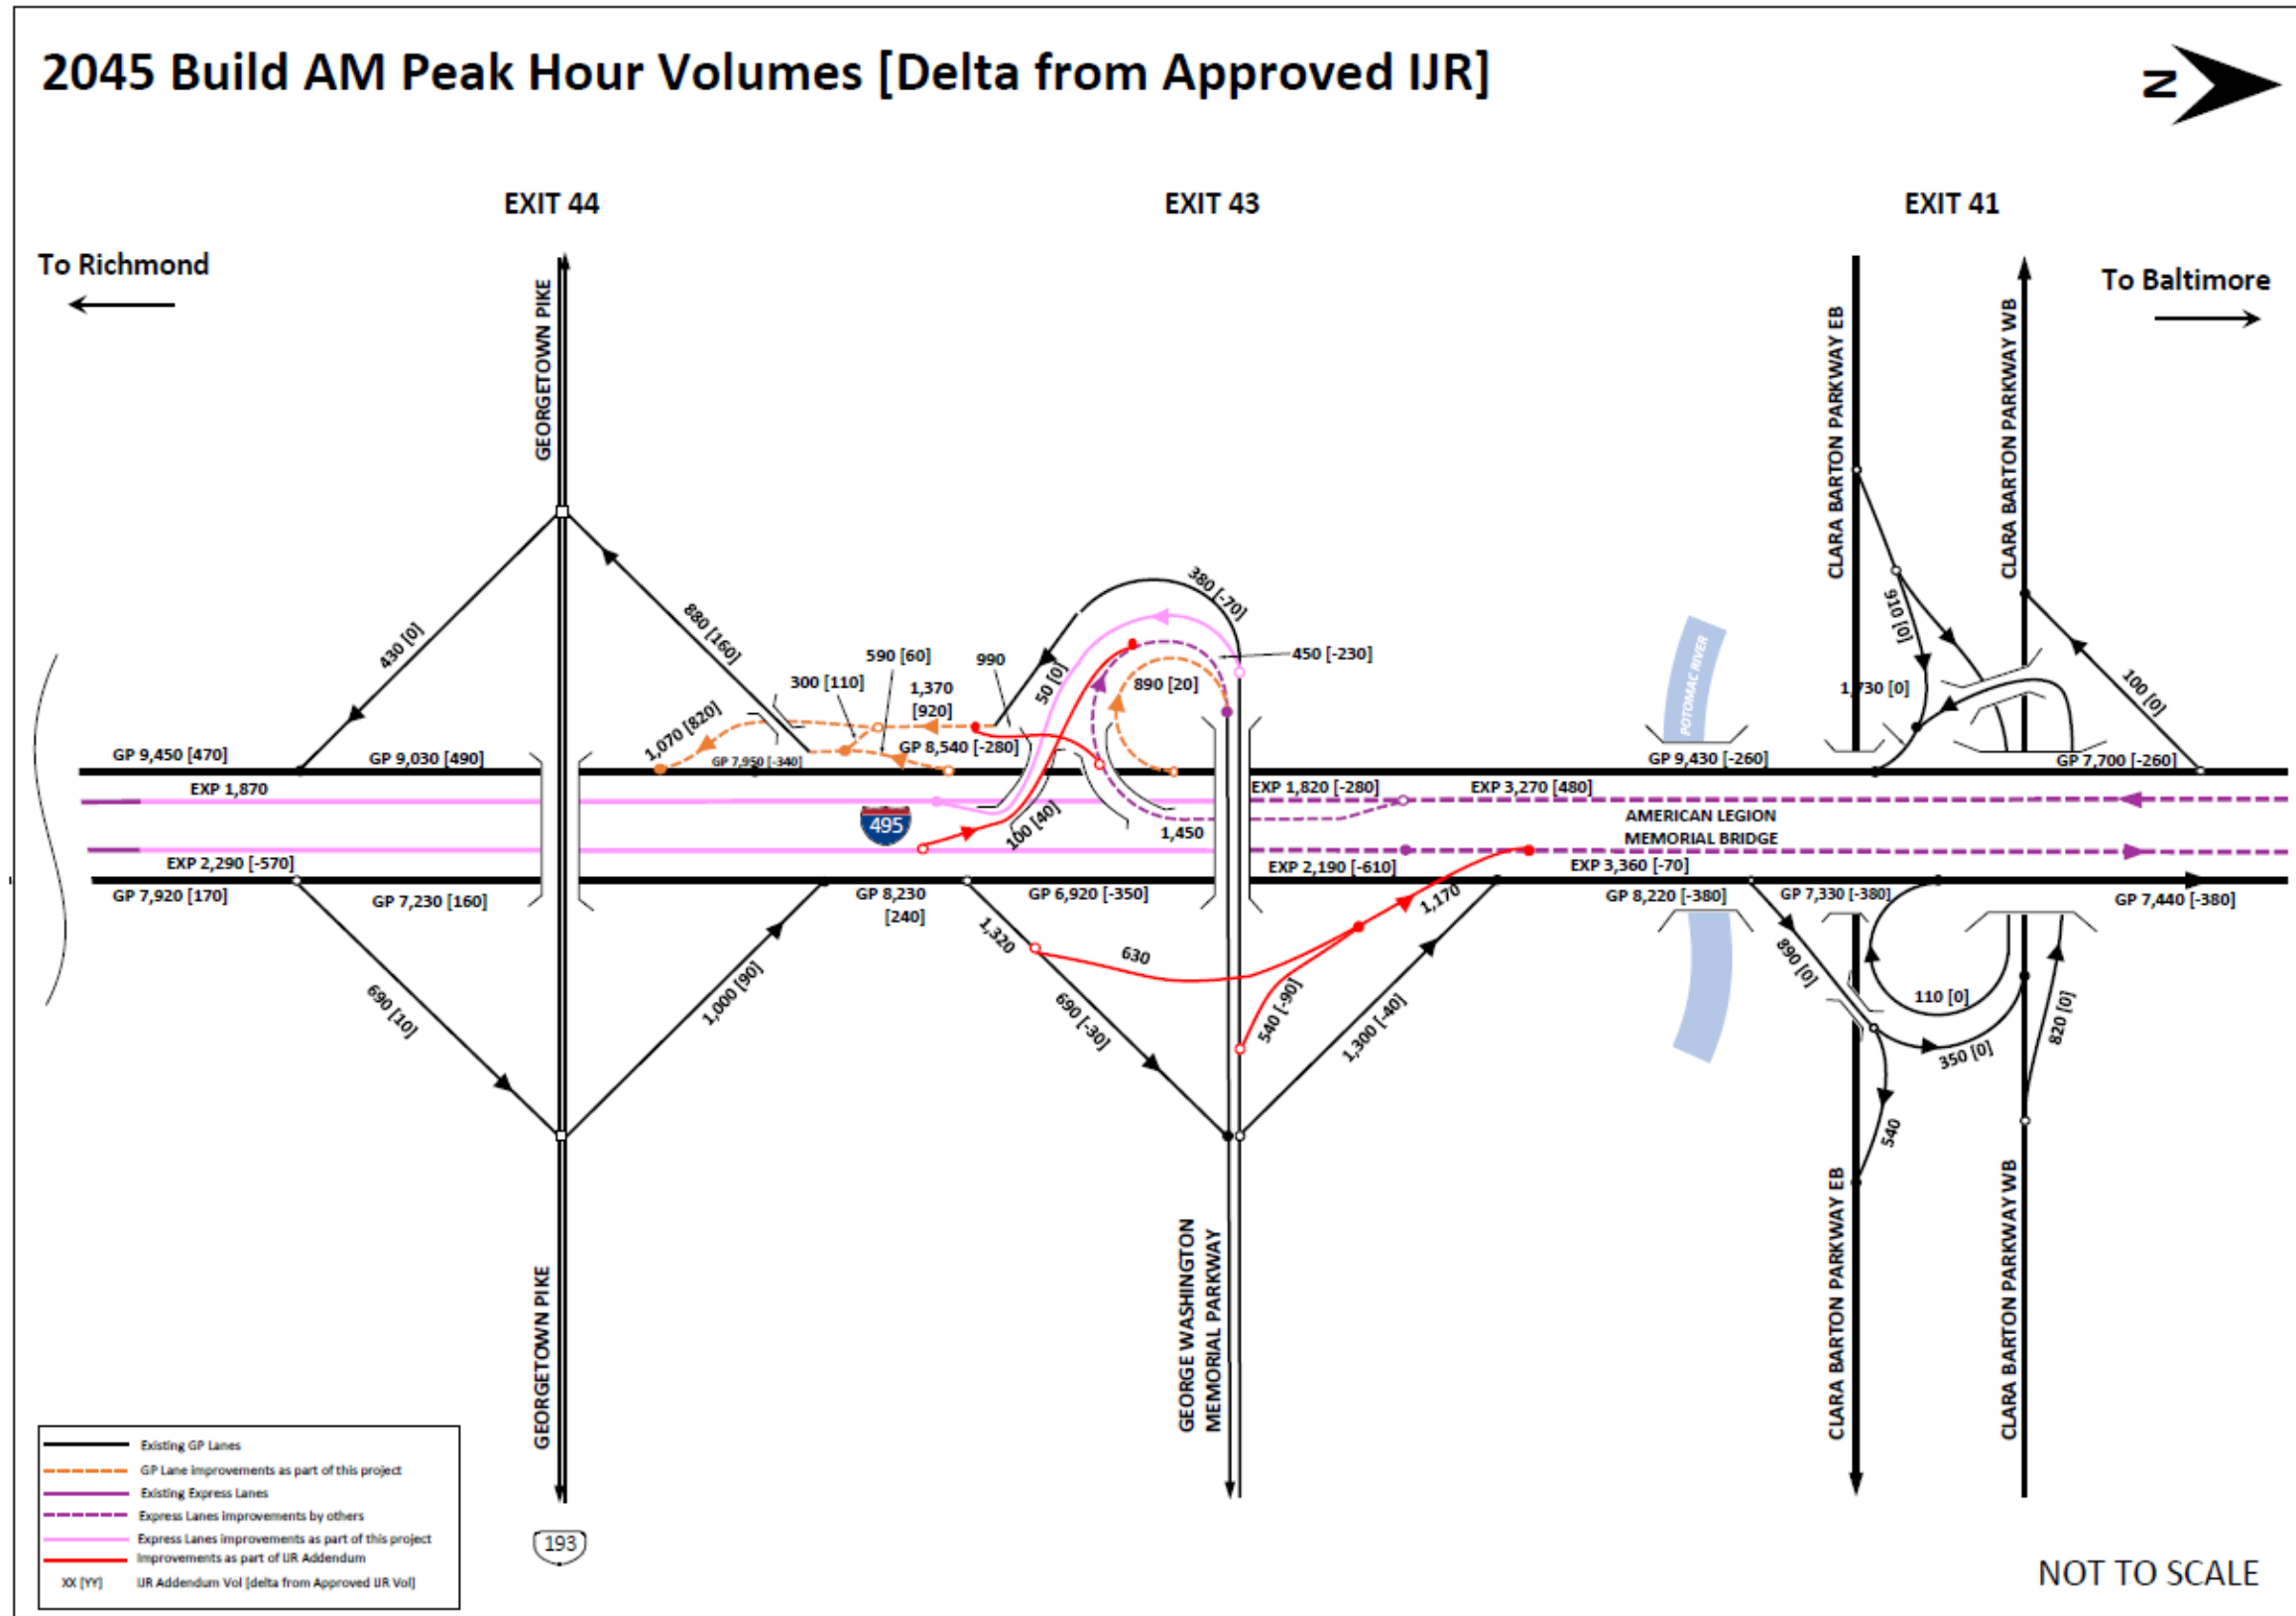 2045 Build AM Peak Hour Volumes [Delta from Approved IJR]
N
EXIT 44
EXIT 43
EXIT 41
To Richmond
To Baltimore
GEORGETOWN PIKE
CLARA BARTON PARKWAY EB
CLARA BARTON PARKWAY WB
430 [0]
880 [160]
380 [-70]
910 [0]
590 [60]
990
450 [-230]
300 [110]
1,370
[920]
50 [0]
890 [20]
POTOMAC RIVER
1,730 [0]
100 [0]
1,070 [820]
GP 9,450 [470]
GP 9,030 [490]
GP 7,950 [-340]
GP 8,540 [-280]
GP 9,430 [-260]
GP 7,700 [-260]
EXP 1,870
EXP 1,820 [-280]
EXP 3,270 [480]
495
100 [40]
1,450
AMERICAN LEGION
MEMORIAL BRIDGE
EXP 2,290 [-570]
EXP 2,190 [-610]
EXP 3,360 [-70]
GP 7,920 [170]
GP 7,230 [160]
GP 8,230
[240]
GP 6,920 [-350]
1,170
GP 8,220 [-380]
GP 7,330 [-380]
GP 7,440 [-380]
1,320
630
690 [10]
1,000 [90]
690 [-30]
540 [-90]
1,300 [-40]
890 [0]
110 [0]
350 [0]
820 [0]
540
GEORGETOWN PIKE
GEORGE WASHINGTON
MEMORIAL PARKWAY
CLARA BARTON PARKWAY EB
CLARA BARTON PARKWAY WB
Existing GP Lanes
GP Lane improvements as part of this project
Existing Express Lanes
Express Lanes improvements by others
Express Lanes improvements as part of this project
Improvements as part of IJR Addendum
XX [YY] IJR Addendum Vol [delta from Approved IJR Vol]
193
NOT TO SCALE